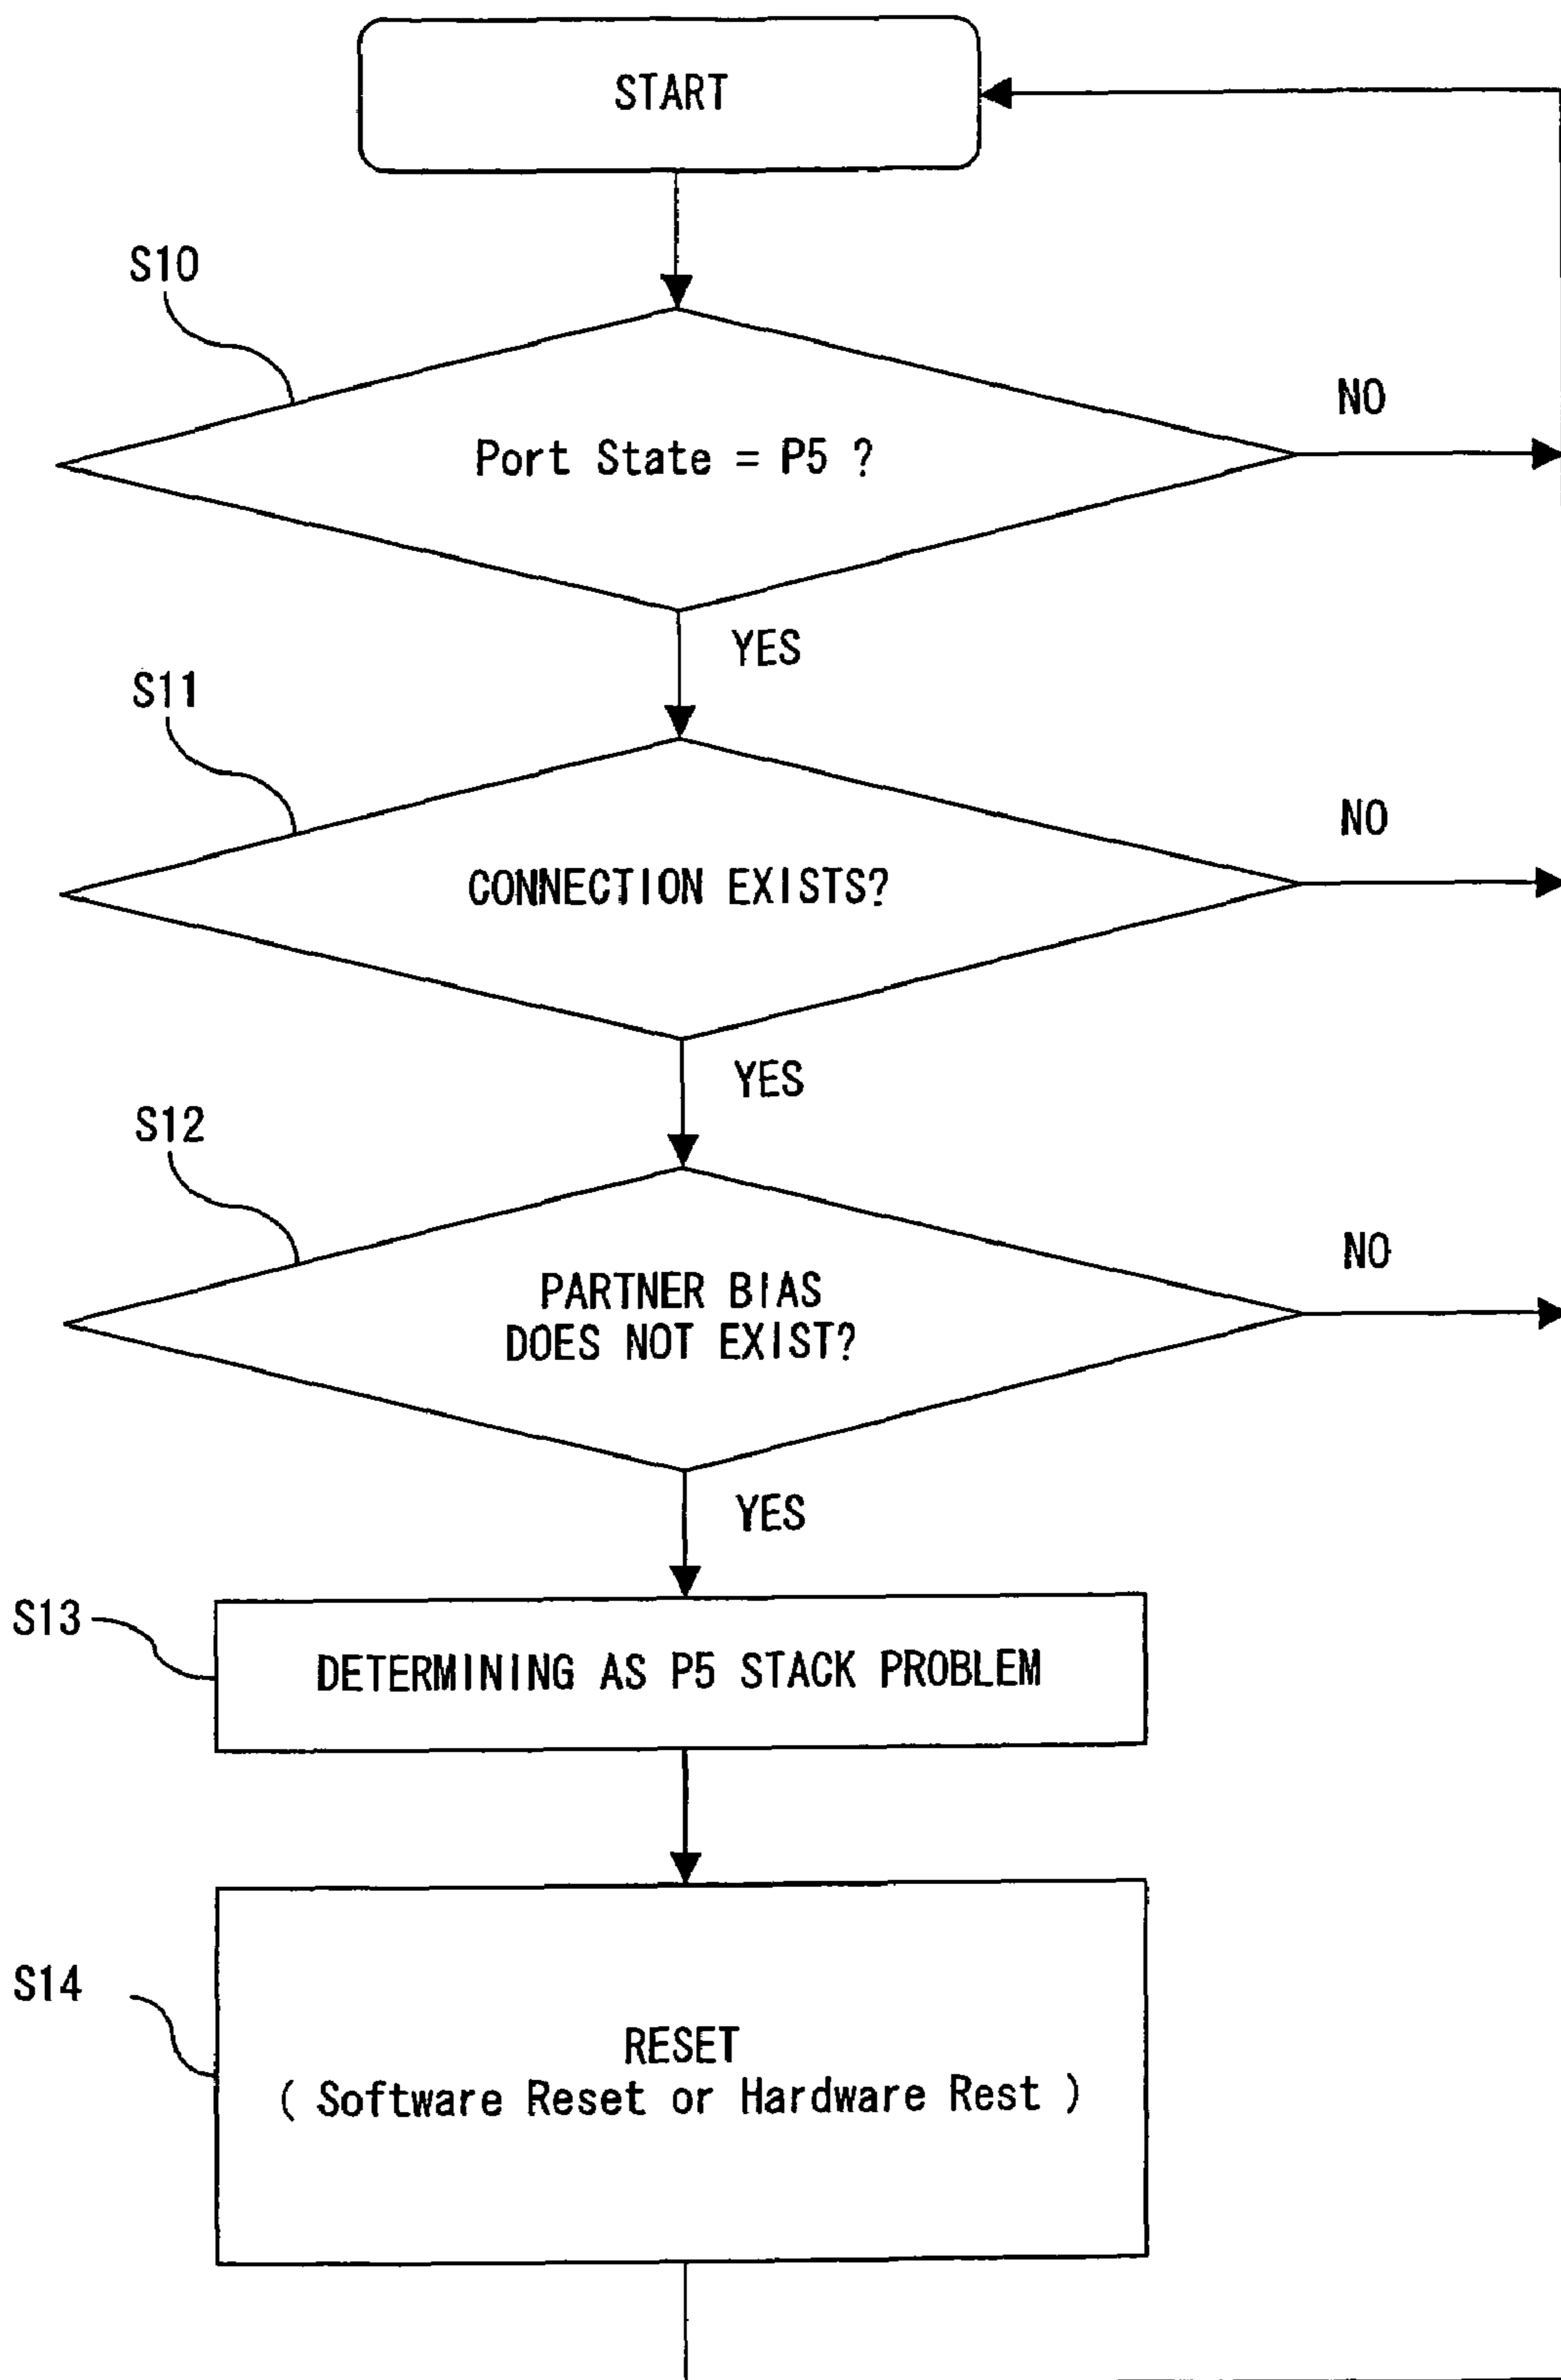 START
S10
NO
Port State = P5 ?
YES
S11
NO
CONNECTION EXISTS?
YES
S12
NO
PARTNER BIAS
DOES NOT EXIST?
YES
S13
DETERMINING AS P5 STACK PROBLEM
S14
RESET
( Software Reset or Hardware Rest )